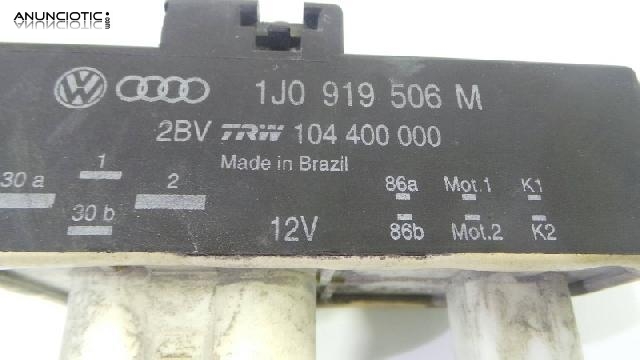 ANUNCIOTIC.com
1J0 919 506 M
2BV TRW 104 400 000
Made in Brazil
30 a 1 2 86a Mot.1 K1
30 b 12V 86b Mot.2 K2